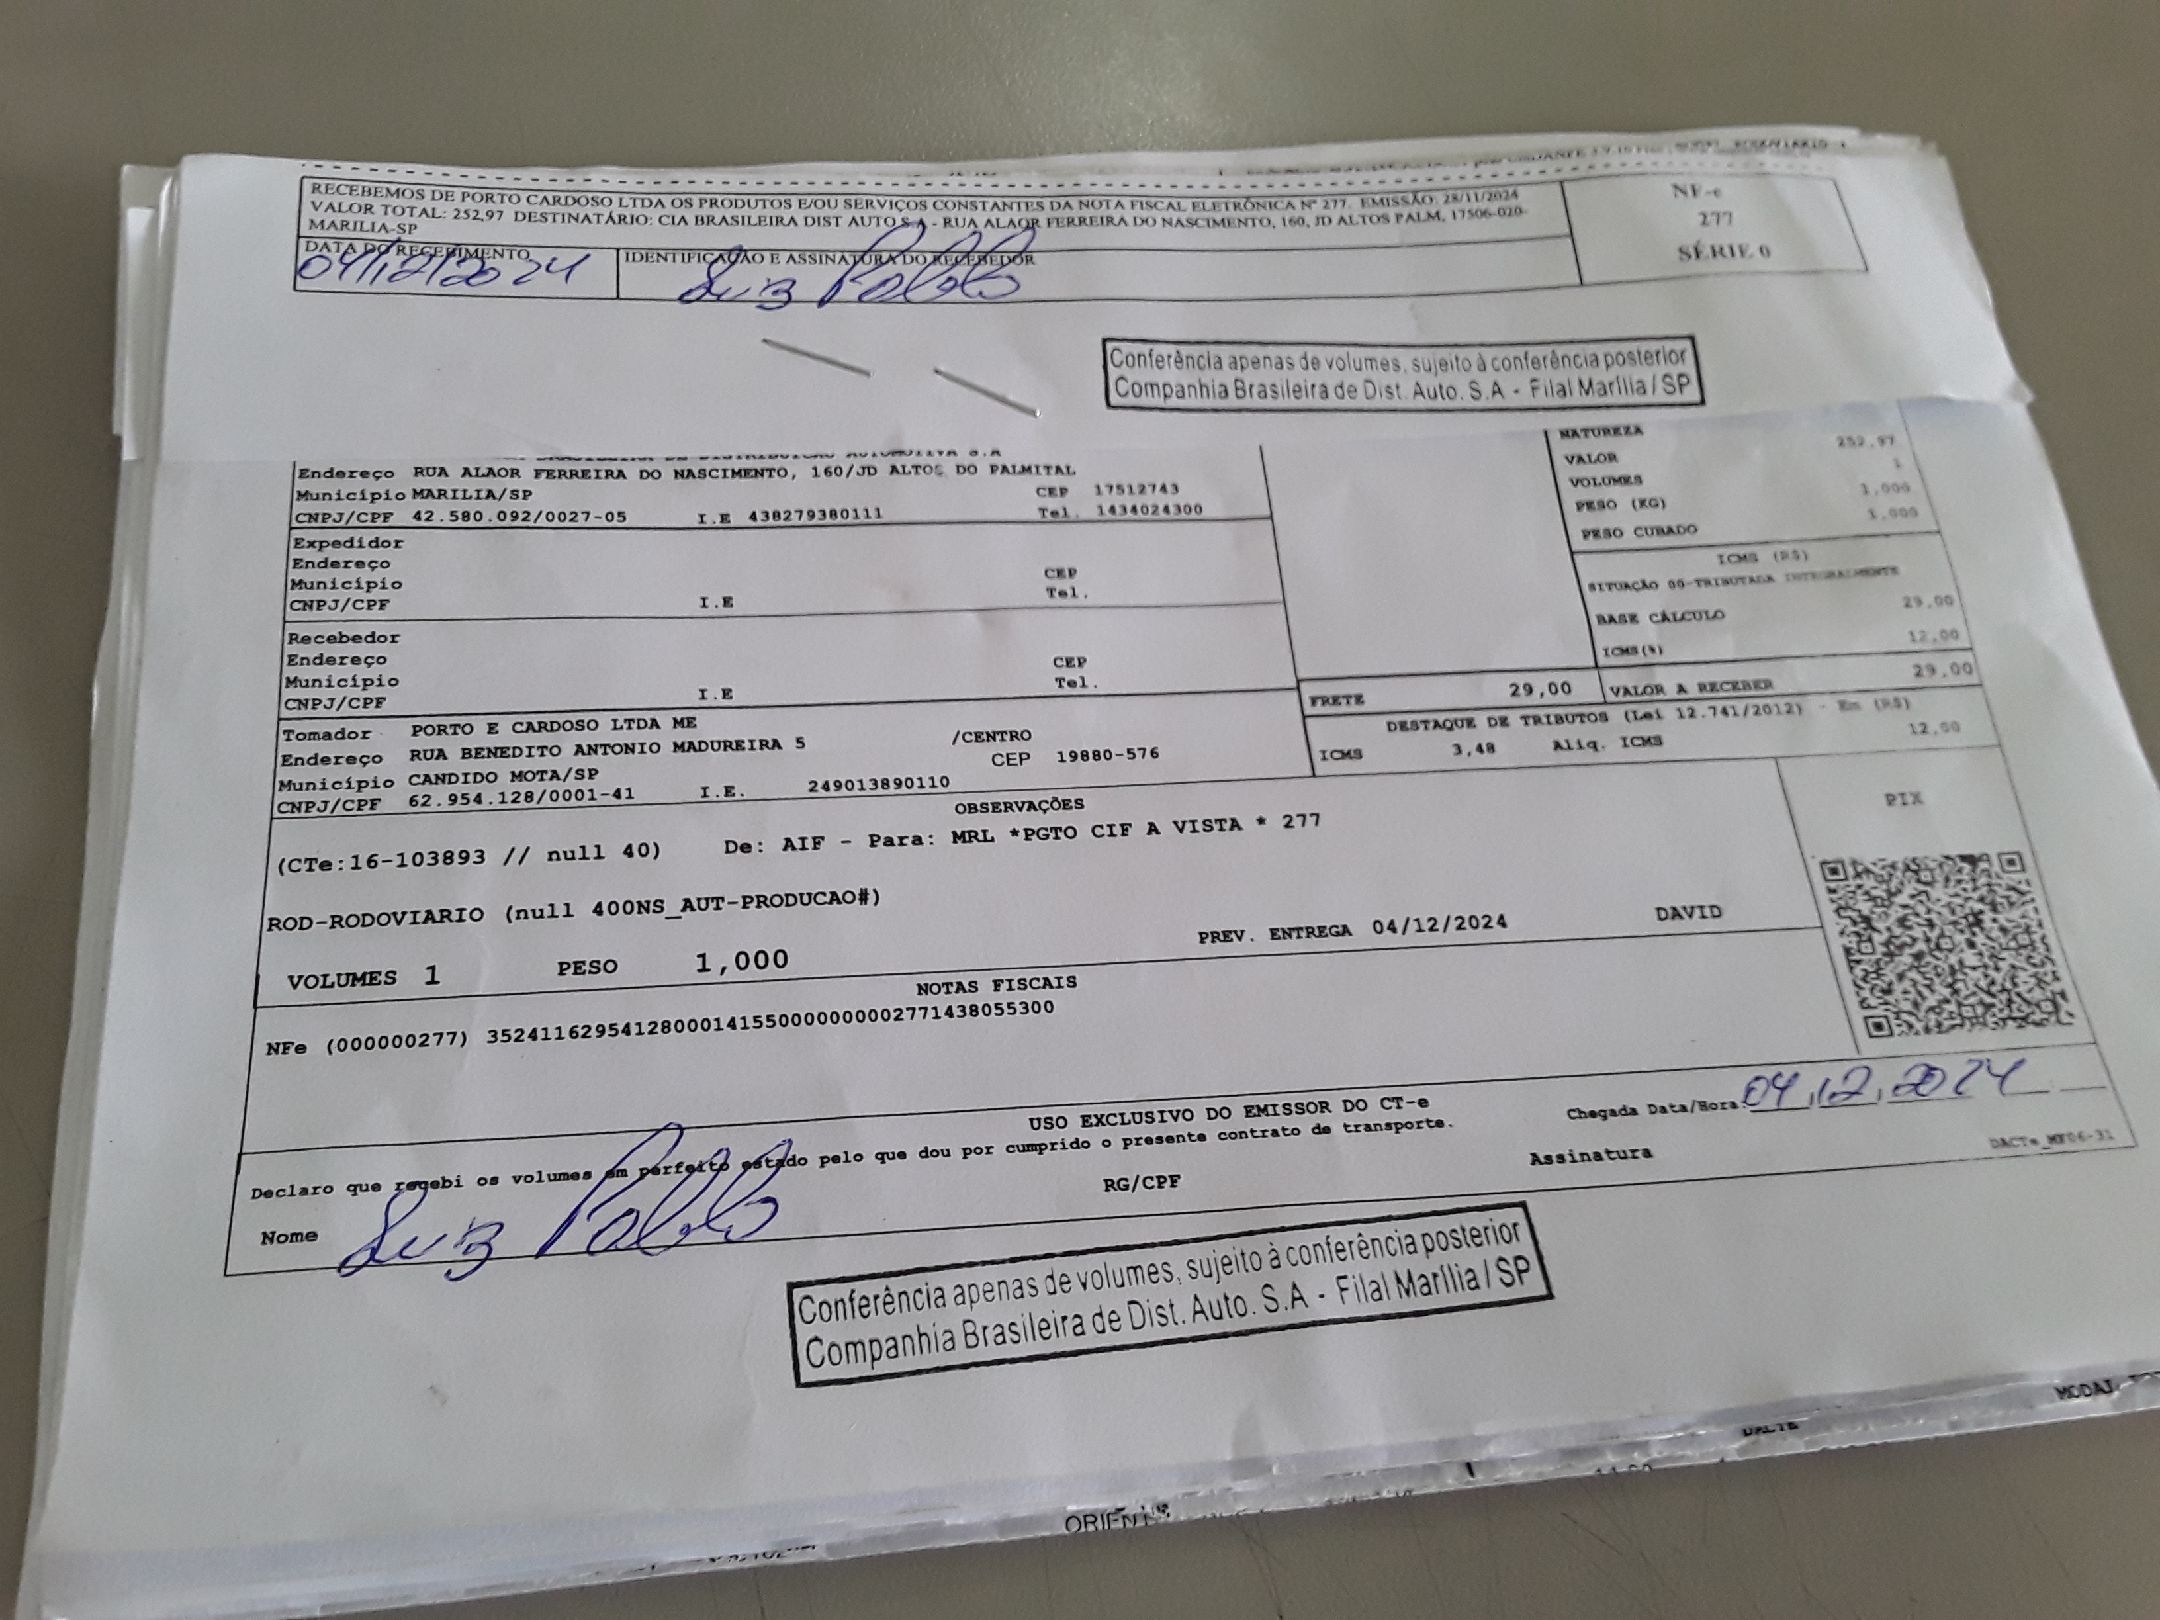 RECEBEMOS DE PORTO CARDOSO LTDA OS PRODUTOS E/OU SERVIÇOS CONSTANTES DA NOTA FISCAL ELETRÔNICA Nº 277. EMISSÃO: 28/11/2024
VALOR TOTAL: 252,97 DESTINATÁRIO: CIA BRASILEIRA DIST AUTO S.A - RUA ALAOR FERREIRA DO NASCIMENTO, 160, JD ALTOS PALM, 17506-020-
MARILIA-SP
NF-e
277
SÉRIE 0
DATA DO RECEBIMENTO
04/12/2024
IDENTIFICAÇÃO E ASSINATURA DO RECEBEDOR
Luiz Pablo
Conferência apenas de volumes, sujeito à conferência posterior
Companhia Brasileira de Dist. Auto. S.A - Filal Marília / SP
Endereço RUA ALAOR FERREIRA DO NASCIMENTO, 160/JD ALTOS DO PALMITAL
Município MARILIA/SP CEP 17512743
CNPJ/CPF 42.580.092/0027-05 I.E 438279380111 Tel. 1434024300
Expedidor
Endereço
Município CEP
CNPJ/CPF I.E Tel.
Recebedor
Endereço
Município CEP
CNPJ/CPF I.E Tel.
Tomador PORTO E CARDOSO LTDA ME
Endereço RUA BENEDITO ANTONIO MADUREIRA 5 /CENTRO
Município CANDIDO MOTA/SP CEP 19880-576
CNPJ/CPF 62.954.128/0001-41 I.E. 249013890110
NATUREZA
VALOR 252,97
VOLUMES 1
PESO (KG) 1,000
PESO CUBADO 1,000
ICMS (R$)
SITUAÇÃO 00-TRIBUTADA INTEGRALMENTE
BASE CÁLCULO 29,00
ICMS(%) 12,00
FRETE 29,00 VALOR A RECEBER 29,00
DESTAQUE DE TRIBUTOS (Lei 12.741/2012) - Em (R$)
ICMS 3,48 Aliq. ICMS 12,00
OBSERVAÇÕES
(CTe:16-103893 // null 40) De: AIF - Para: MRL *PGTO CIF A VISTA * 277
ROD-RODOVIARIO (null 400NS_AUT-PRODUCAO#)
VOLUMES 1 PESO 1,000 PREV. ENTREGA 04/12/2024 DAVID
PIX
NOTAS FISCAIS
NFe (000000277) 35241162954128000141550000000002771438055300
USO EXCLUSIVO DO EMISSOR DO CT-e
Declaro que recebi os volumes em perfeito estado pelo que dou por cumprido o presente contrato de transporte.
Chegada Data/Hora: 04,12,2024
Nome Luiz Pablo RG/CPF Assinatura
DACTe_MF06-31
Conferência apenas de volumes, sujeito à conferência posterior
Companhia Brasileira de Dist. Auto. S.A - Filal Marília / SP